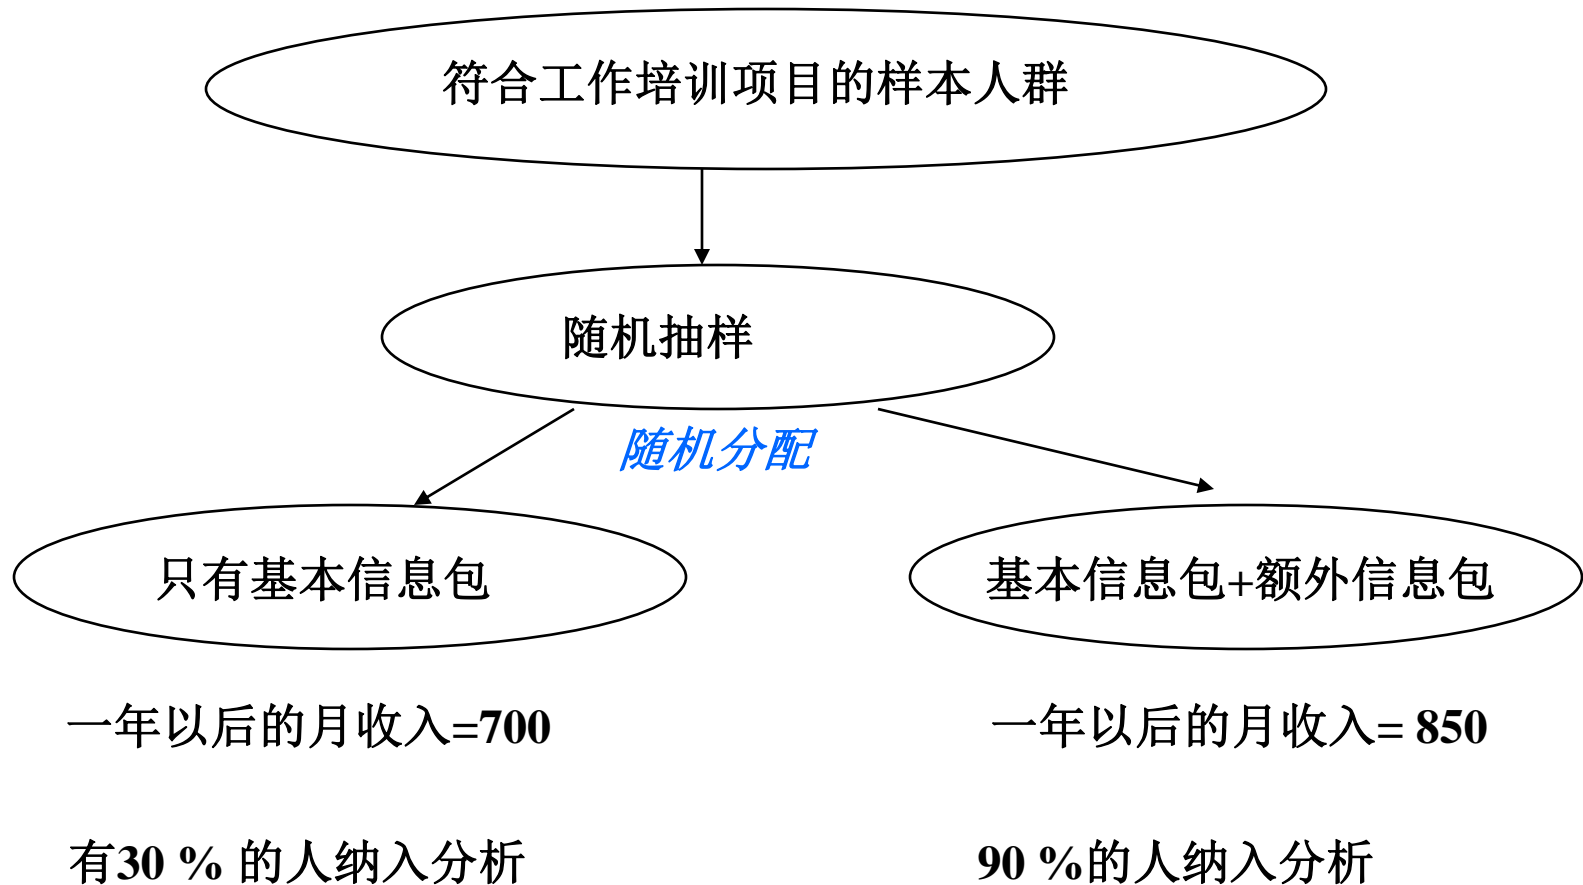 符合工作培训项目的样本人群
随机抽样
随机分配
只有基本信息包
基本信息包+额外信息包
一年以后的月收入=700
一年以后的月收入= 850
有30 % 的人纳入分析
90 %的人纳入分析